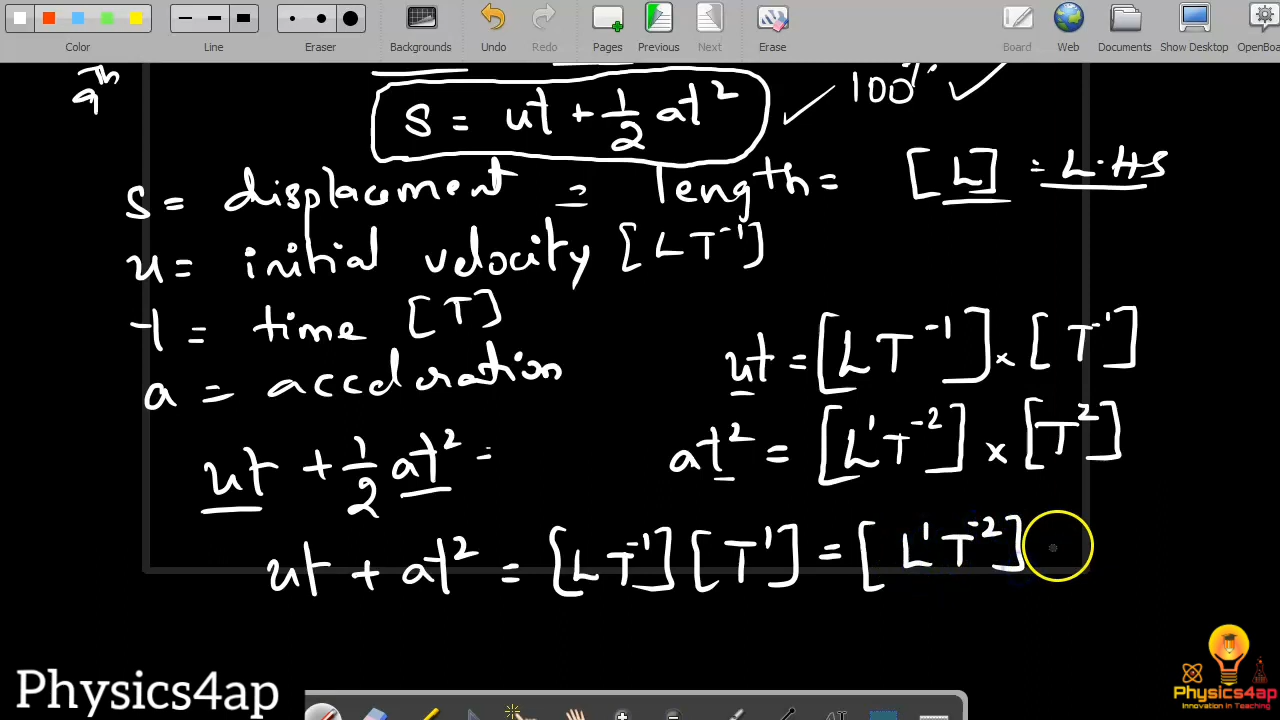 Color Line Eraser Backgrounds Undo Redo Pages Previous Next Erase Board Web Documents Show Desktop OpenBoa
9th
S = ut + 1/2 at² 100%
s = displacement = length = [L] = L.HS
u = initial velocity [LT⁻¹]
t = time [T]
a = acceleration
ut = [LT⁻¹] × [T¹]
at² = [L¹T⁻²] × [T²]
ut + 1/2 at² =
ut + at² = [LT⁻¹] [T¹] = [L¹T⁻²]
Physics4ap
Physics4ap
Innovation in Teaching